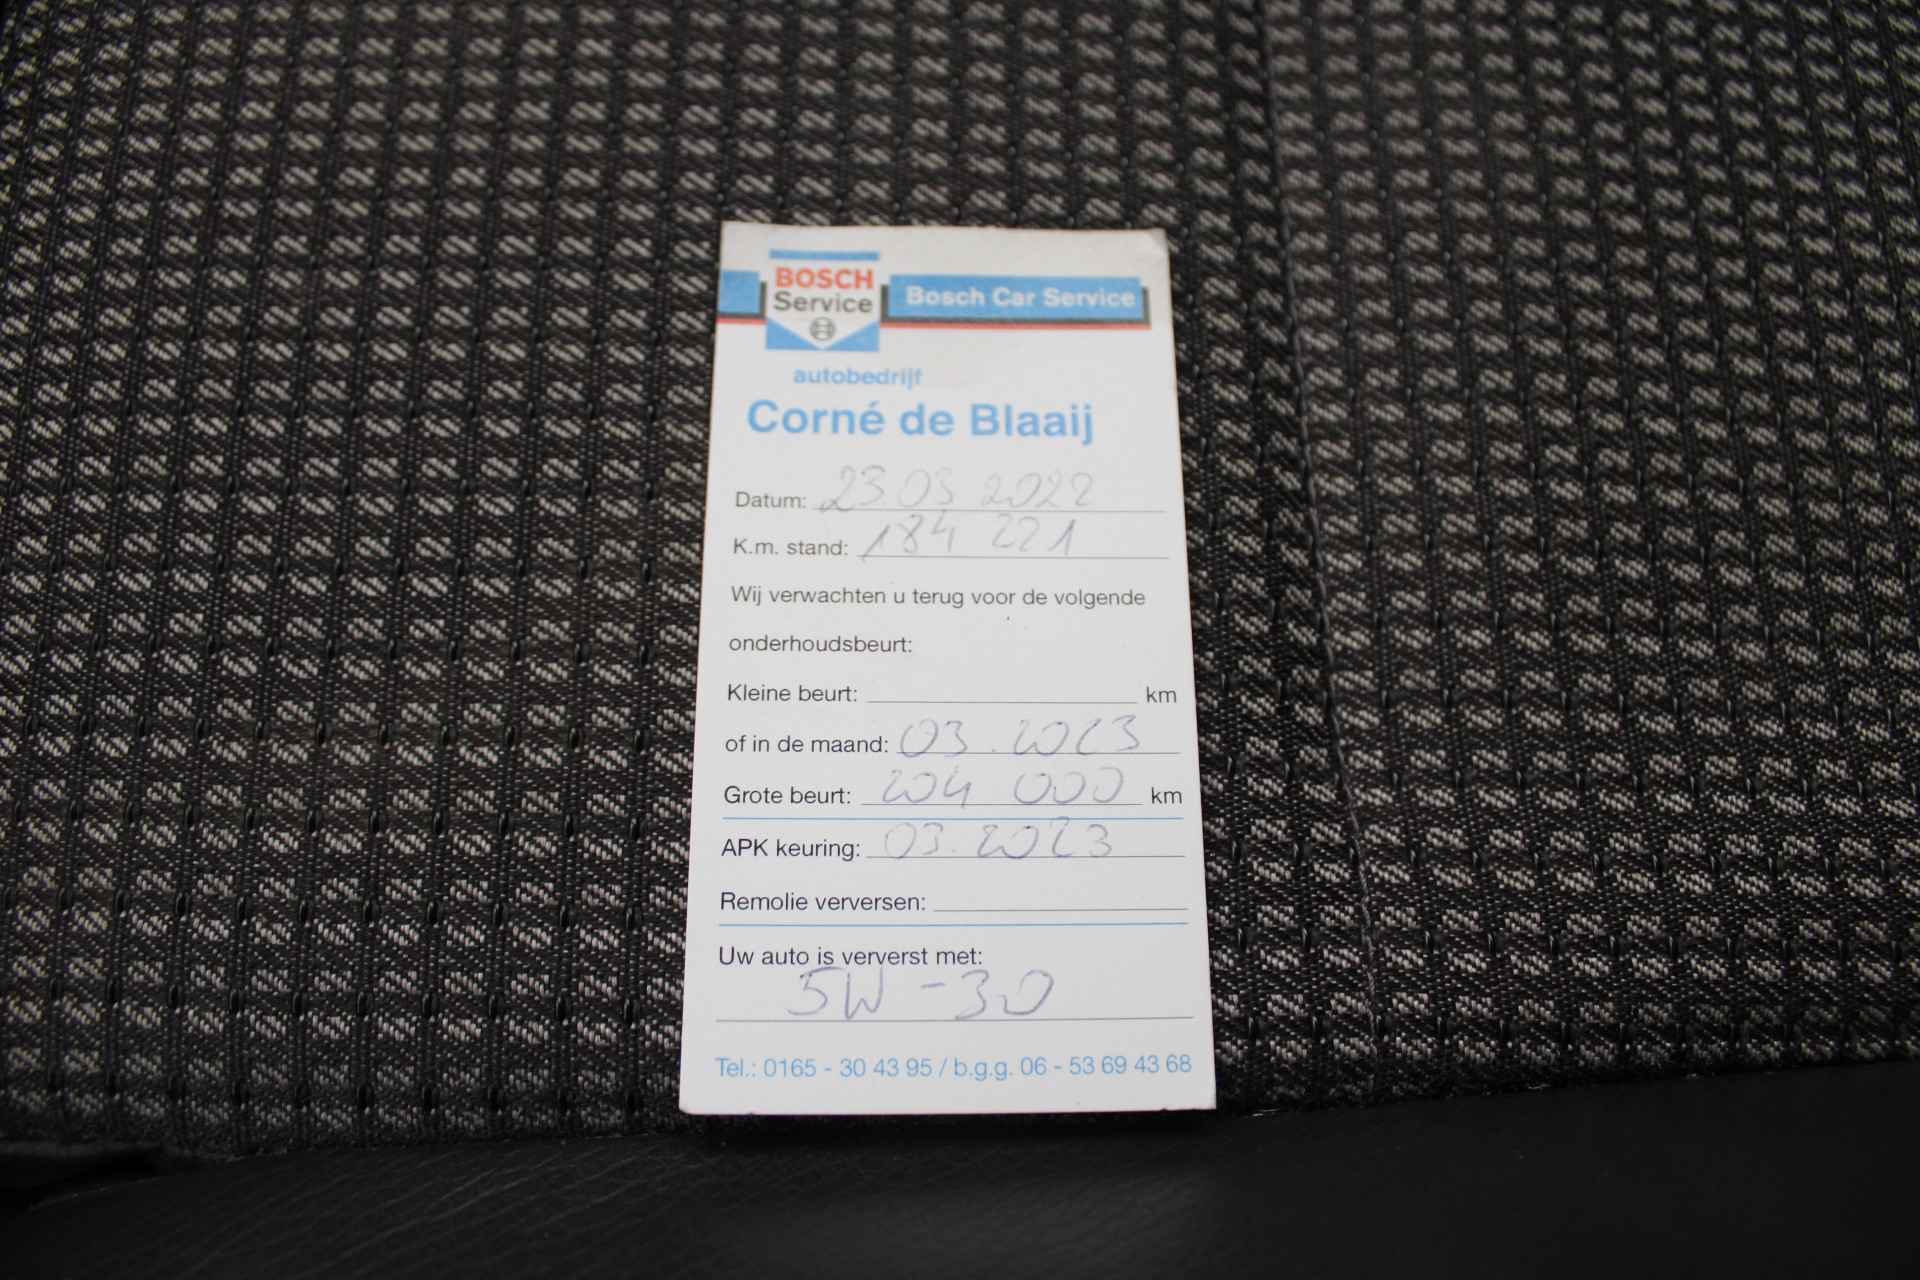 BOSCH
Service
Bosch Car Service
autobedrijf
Corné de Blaaij
Datum: 23.03 2022
K.m. stand: 184 221
Wij verwachten u terug voor de volgende
onderhoudsbeurt:
Kleine beurt: km
of in de maand: 03.2023
Grote beurt: 204 000 km
APK keuring: 03.2023
Remolie verversen:
Uw auto is ververst met:
5W-30
Tel.: 0165 - 30 43 95 / b.g.g. 06 - 53 69 43 68